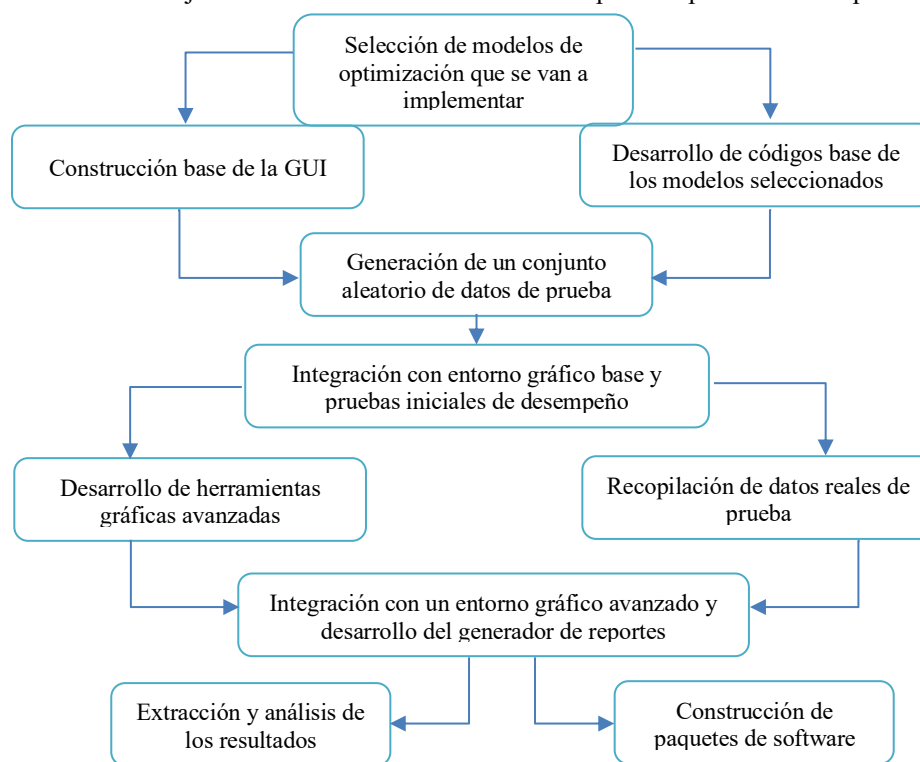 Selección de modelos de
optimización que se van a
implementar
Construcción base de la GUI
Desarrollo de códigos base de
los modelos seleccionados
Generación de un conjunto
aleatorio de datos de prueba
Integración con entorno gráfico base y
pruebas iniciales de desempeño
Desarrollo de herramientas
gráficas avanzadas
Recopilación de datos reales de
prueba
Integración con un entorno gráfico avanzado y
desarrollo del generador de reportes
Extracción y análisis de
los resultados
Construcción de
paquetes de software